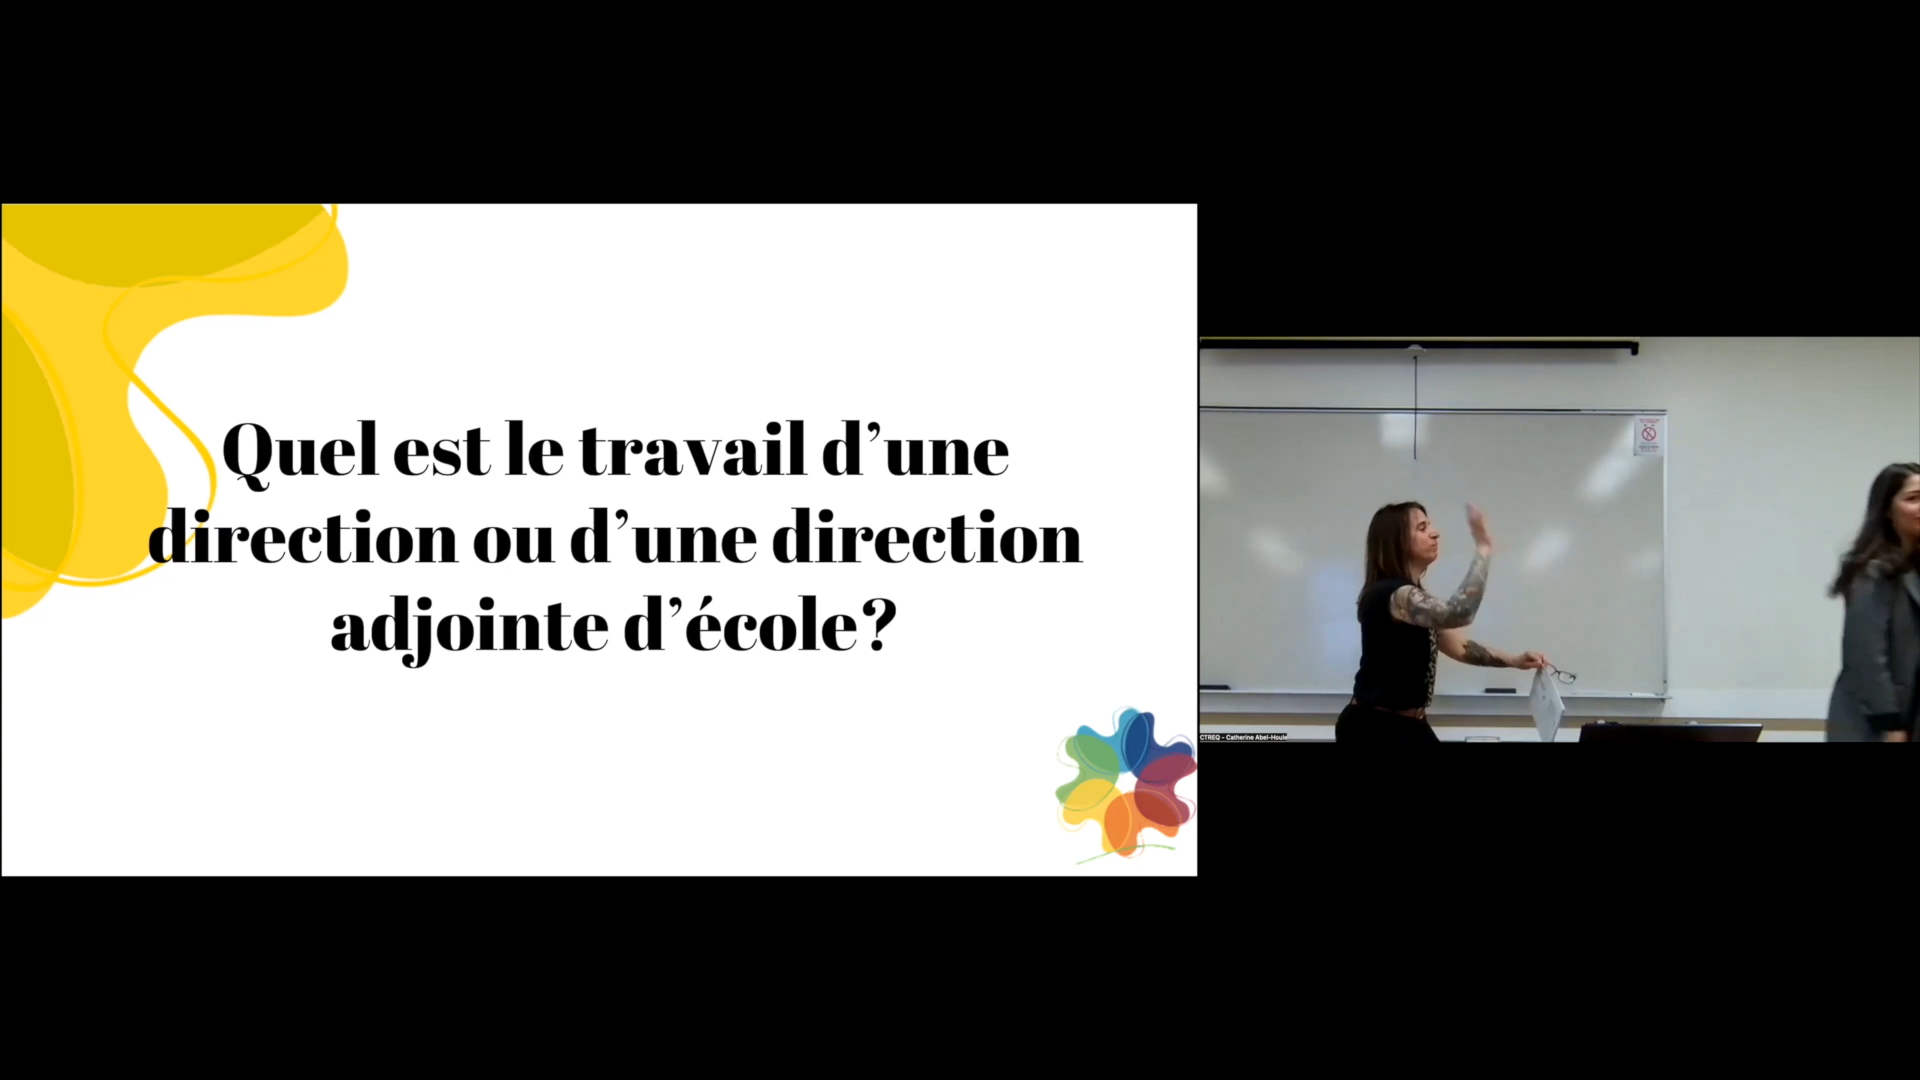 Quel est le travail d’une
direction ou d’une direction
adjointe d’école?
CTREQ - Catherine Abel-Houle